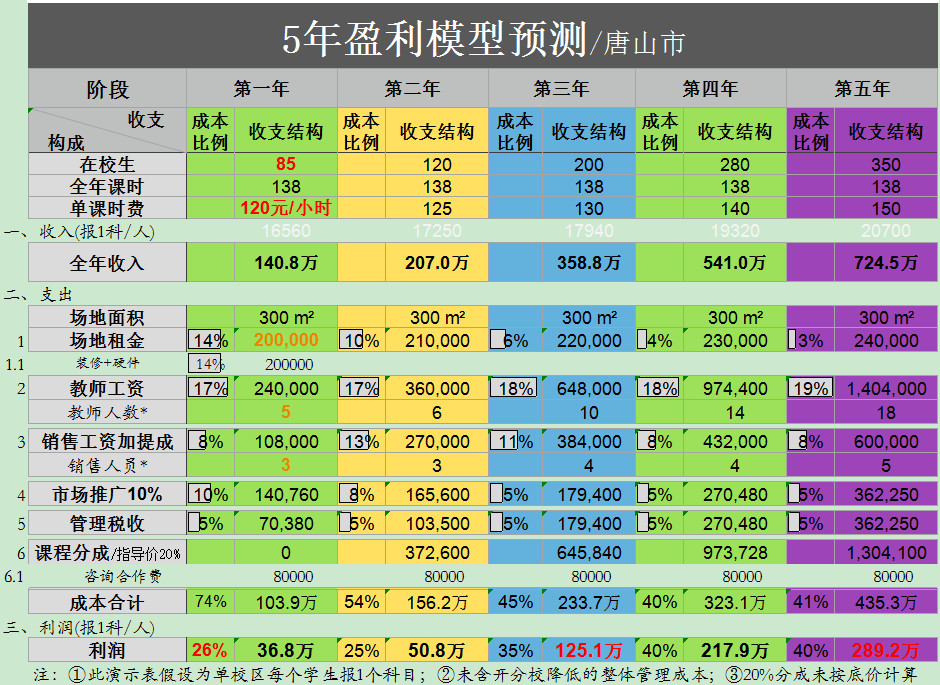 5年盈利模型预测/唐山市
阶段 第一年 第二年 第三年 第四年 第五年
收支 构成 成本比例 收支结构 成本比例 收支结构 成本比例 收支结构 成本比例 收支结构 成本比例 收支结构
在校生 85 120 200 280 350
全年课时 138 138 138 138 138
单课时费 120元/小时 125 130 140 150
一、收入(报1科/人) 16560 17250 17940 19320 20700
全年收入 140.8万 207.0万 358.8万 541.0万 724.5万
二、支出
场地面积 300 m² 300 m² 300 m² 300 m² 300 m²
1 场地租金 14% 200,000 10% 210,000 6% 220,000 4% 230,000 3% 240,000
1.1 装修+硬件 14% 200000
2 教师工资 17% 240,000 17% 360,000 18% 648,000 18% 974,400 19% 1,404,000
教师人数* 5 6 10 14 18
3 销售工资加提成 8% 108,000 13% 270,000 11% 384,000 8% 432,000 8% 600,000
销售人员* 3 3 4 4 5
4 市场推广10% 10% 140,760 8% 165,600 5% 179,400 5% 270,480 5% 362,250
5 管理税收 5% 70,380 5% 103,500 5% 179,400 5% 270,480 5% 362,250
6 课程分成/指导价20% 0 372,600 645,840 973,728 1,304,100
6.1 咨询合作费 80000 80000 80000 80000 80000
成本合计 74% 103.9万 54% 156.2万 45% 233.7万 40% 323.1万 41% 435.3万
三、利润(报1科/人)
利润 26% 36.8万 25% 50.8万 35% 125.1万 40% 217.9万 40% 289.2万
注：①此演示表假设为单校区每个学生报1个科目；②未含开分校降低的整体管理成本；③20%分成未按底价计算